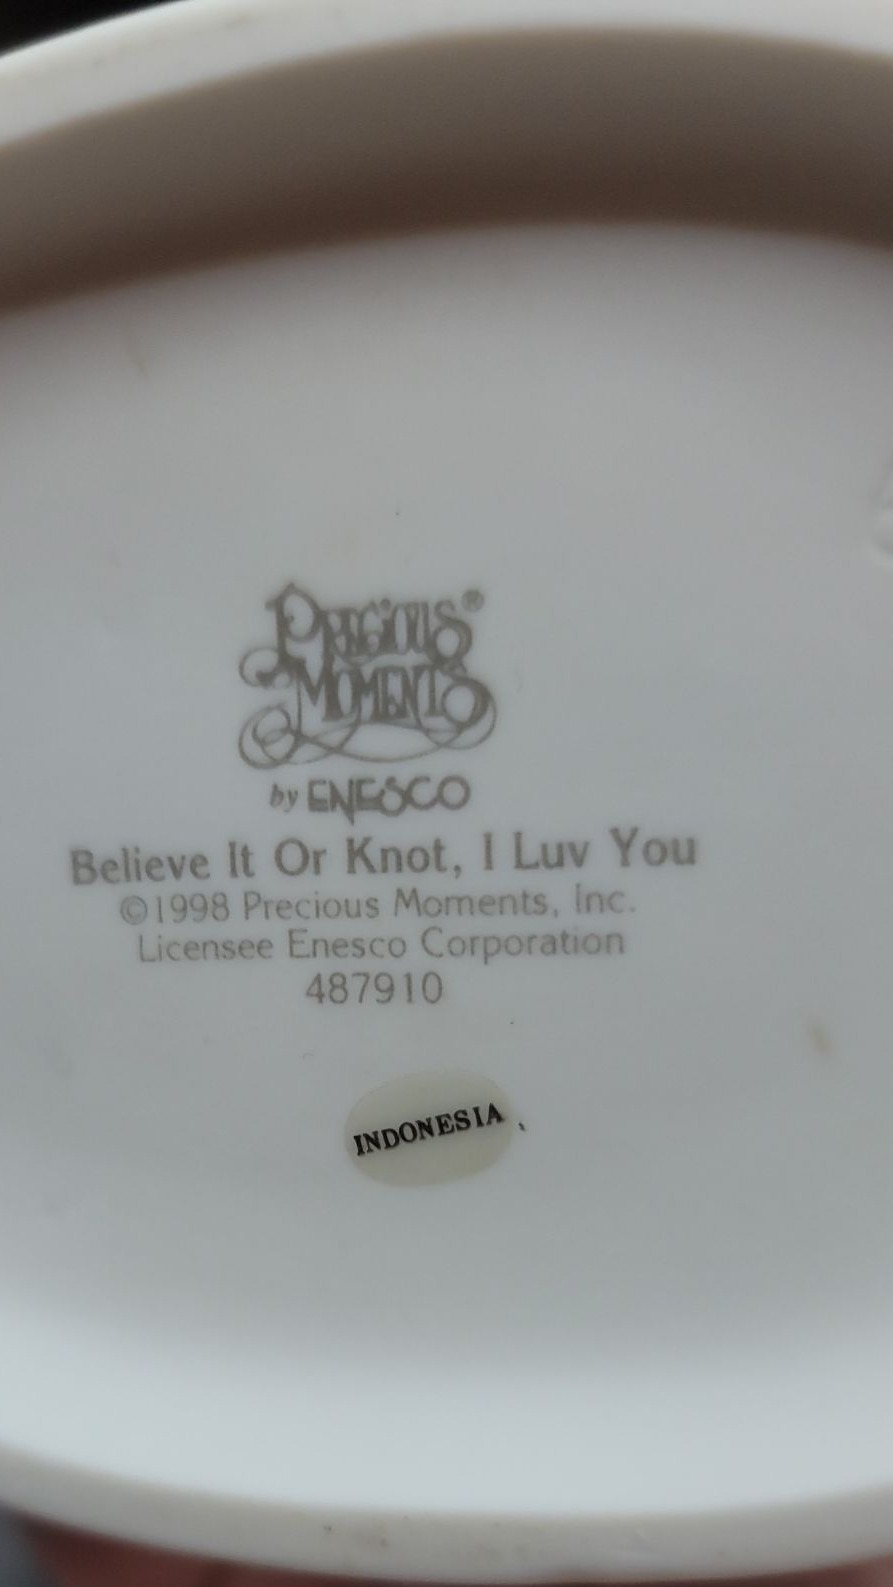 PRECIOUS®
MOMENTS
by ENESCO
Believe It Or Knot, I Luv You
©1998 Precious Moments, Inc.
Licensee Enesco Corporation
487910
INDONESIA